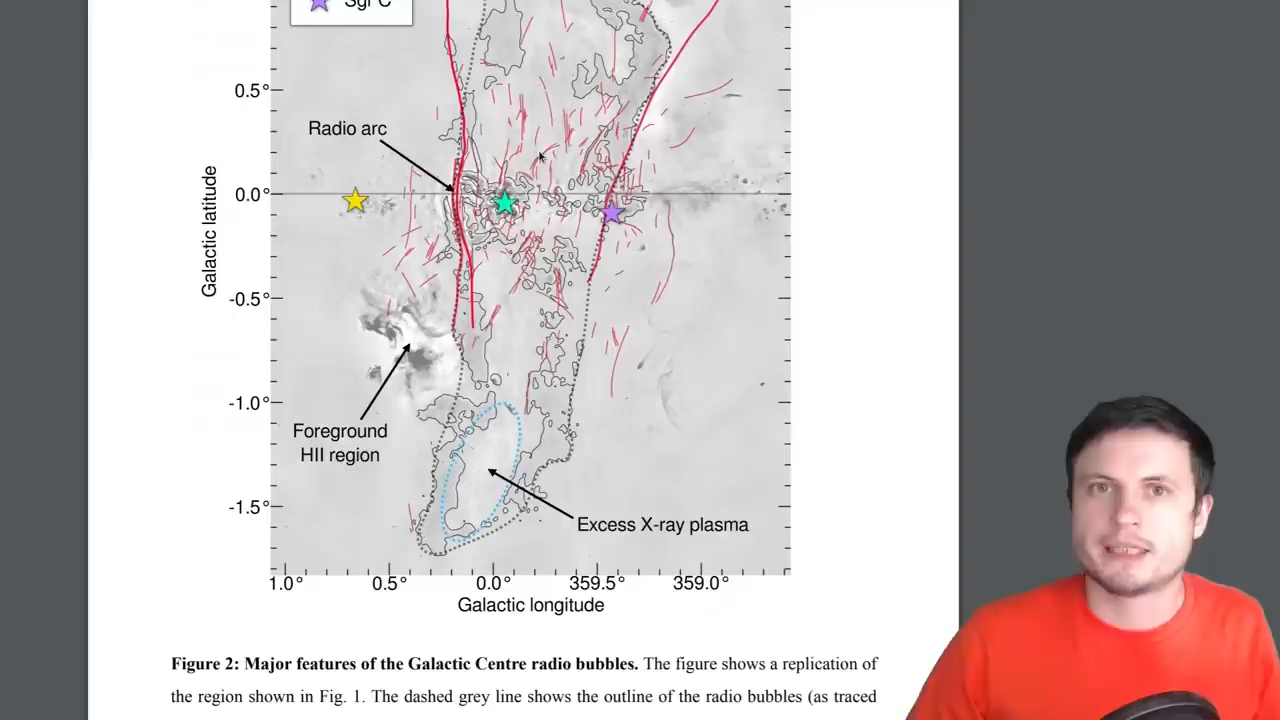 Sgr C
0.5°
Radio arc
Galactic latitude
0.0°
-0.5°
-1.0°
Foreground
HII region
-1.5°
Excess X-ray plasma
1.0° 0.5° 0.0° 359.5° 359.0°
Galactic longitude
Figure 2: Major features of the Galactic Centre radio bubbles. The figure shows a replication of
the region shown in Fig. 1. The dashed grey line shows the outline of the radio bubbles (as traced